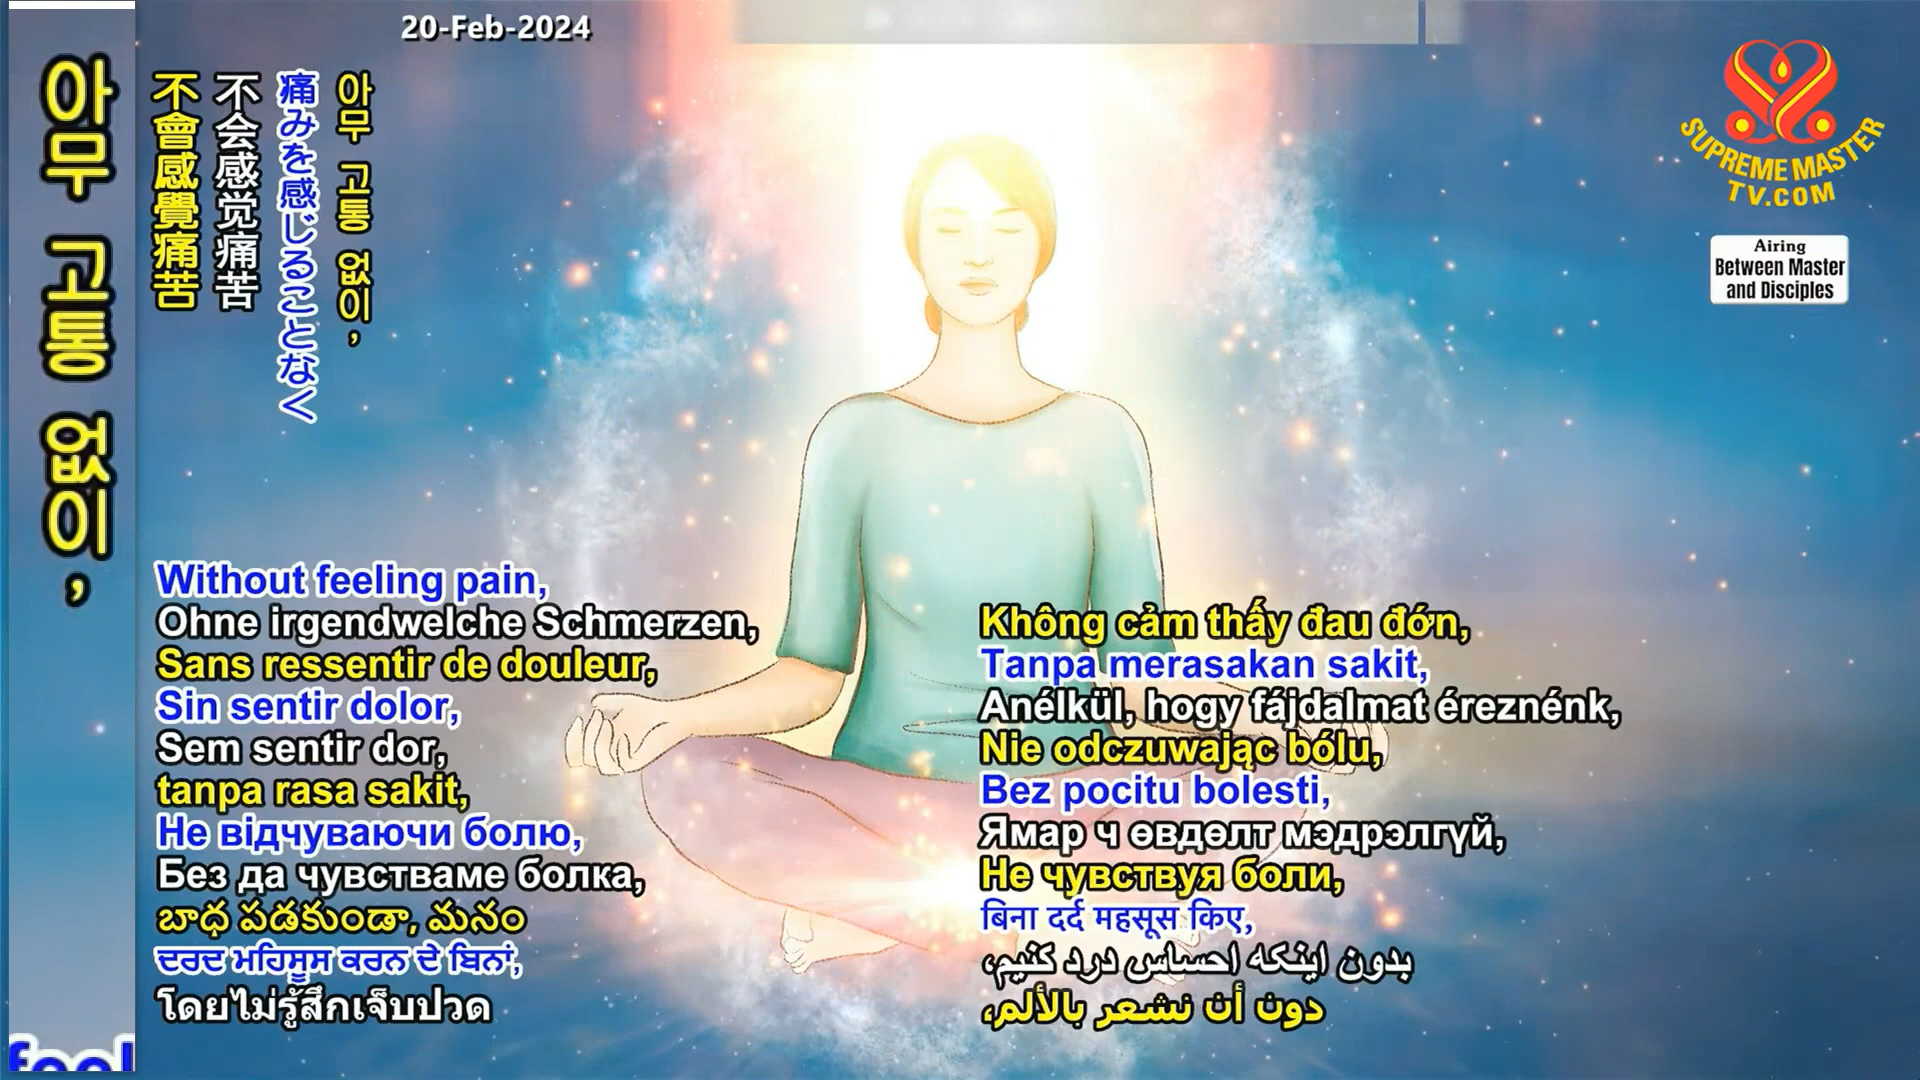 20-Feb-2024
아무 고통 없이,
不會感覺痛苦
不会感觉痛苦
痛みを感じることなく
아무 고통 없이,
SUPREME MASTER
TV.COM
Airing
Between Master
and Disciples
Without feeling pain,
Ohne irgendwelche Schmerzen,
Sans ressentir de douleur,
Sin sentir dolor,
Sem sentir dor,
tanpa rasa sakit,
Не відчуваючи болю,
Без да чувстваме болка,
బాధ పడకుండా, మనం
ਦਰਦ ਮਹਿਸੂਸ ਕਰਨ ਦੇ ਬਿਨਾਂ,
โดยไม่รู้สึกเจ็บปวด
Không cảm thấy đau đớn,
Tanpa merasakan sakit,
Anélkül, hogy fájdalmat éreznénk,
Nie odczuwając bólu,
Bez pocitu bolesti,
Ямар ч өвдөлт мэдрэлгүй,
Не чувствуя боли,
बिना दर्द महसूस किए,
بدون اینکه احساس درد کنیم،
دون أن نشعر بالألم،
feel